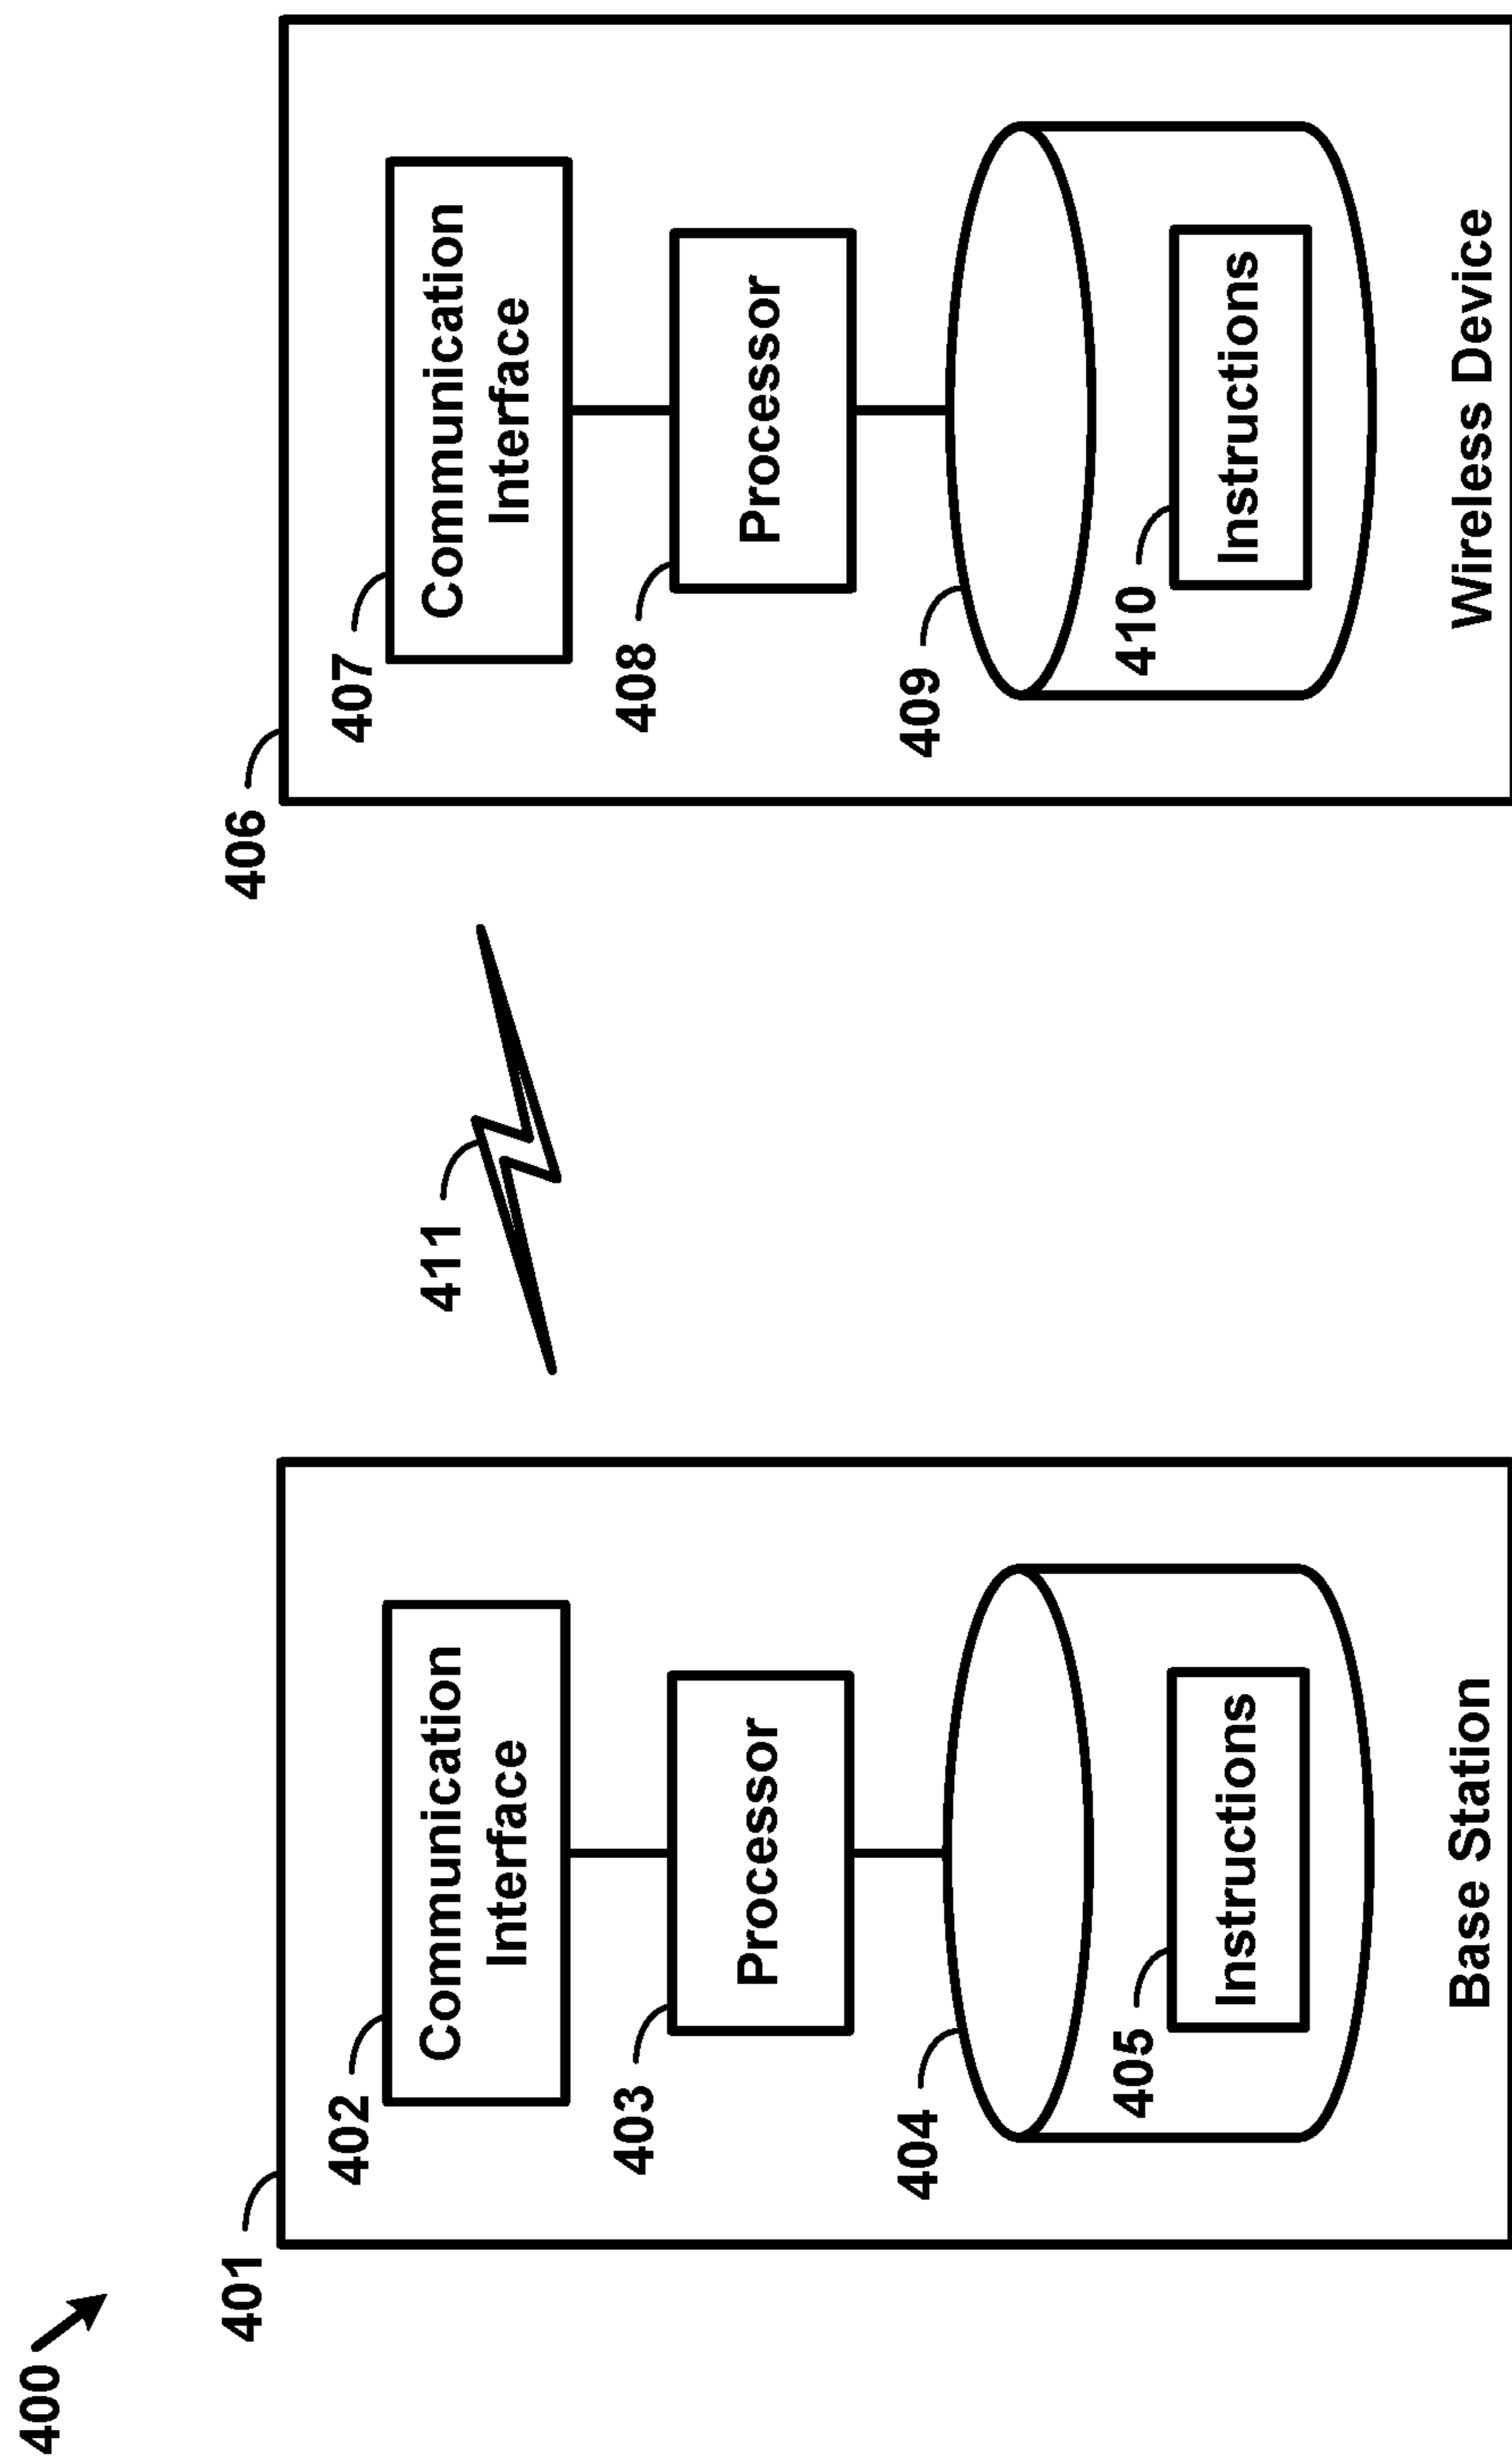 400
401
402
Communication
Interface
403
Processor
404
405
Instructions
Base Station
411
406
407
Communication
Interface
408
Processor
409
410
Instructions
Wireless Device